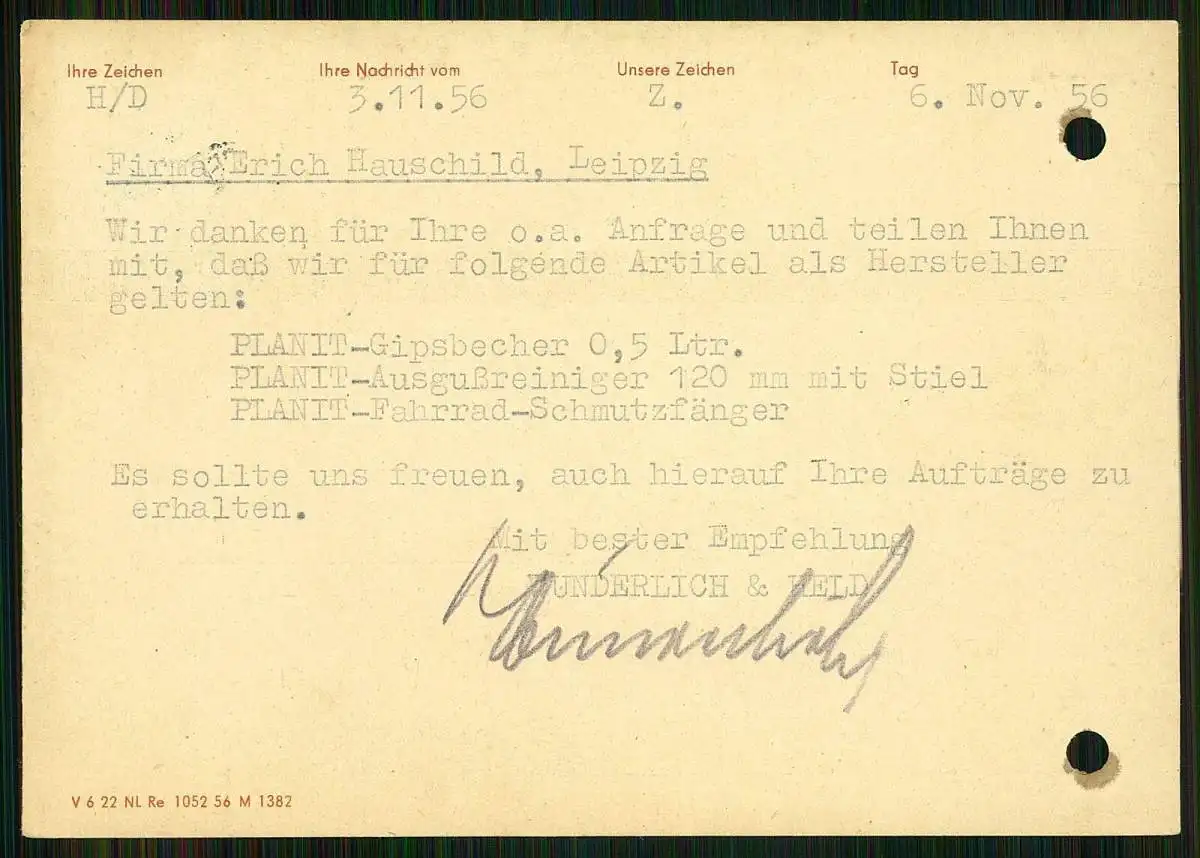 Ihre Zeichen Ihre Nachricht vom Unsere Zeichen Tag
H/D 3.11.56 Z. 6. Nov. 56
Firma Erich Hauschild, Leipzig
Wir danken für Ihre o.a. Anfrage und teilen Ihnen
mit, daß wir für folgende Artikel als Hersteller
gelten:
PLANIT-Gipsbecher 0,5 Ltr.
PLANIT-Ausgußreiniger 120 mm mit Stiel
PLANIT-Fahrrad-Schmutzfänger
Es sollte uns freuen, auch hierauf Ihre Aufträge zu
erhalten.
Mit bester Empfehlung
WUNDERLICH & HELD
V 6 22 NL Re 1052 56 M 1382